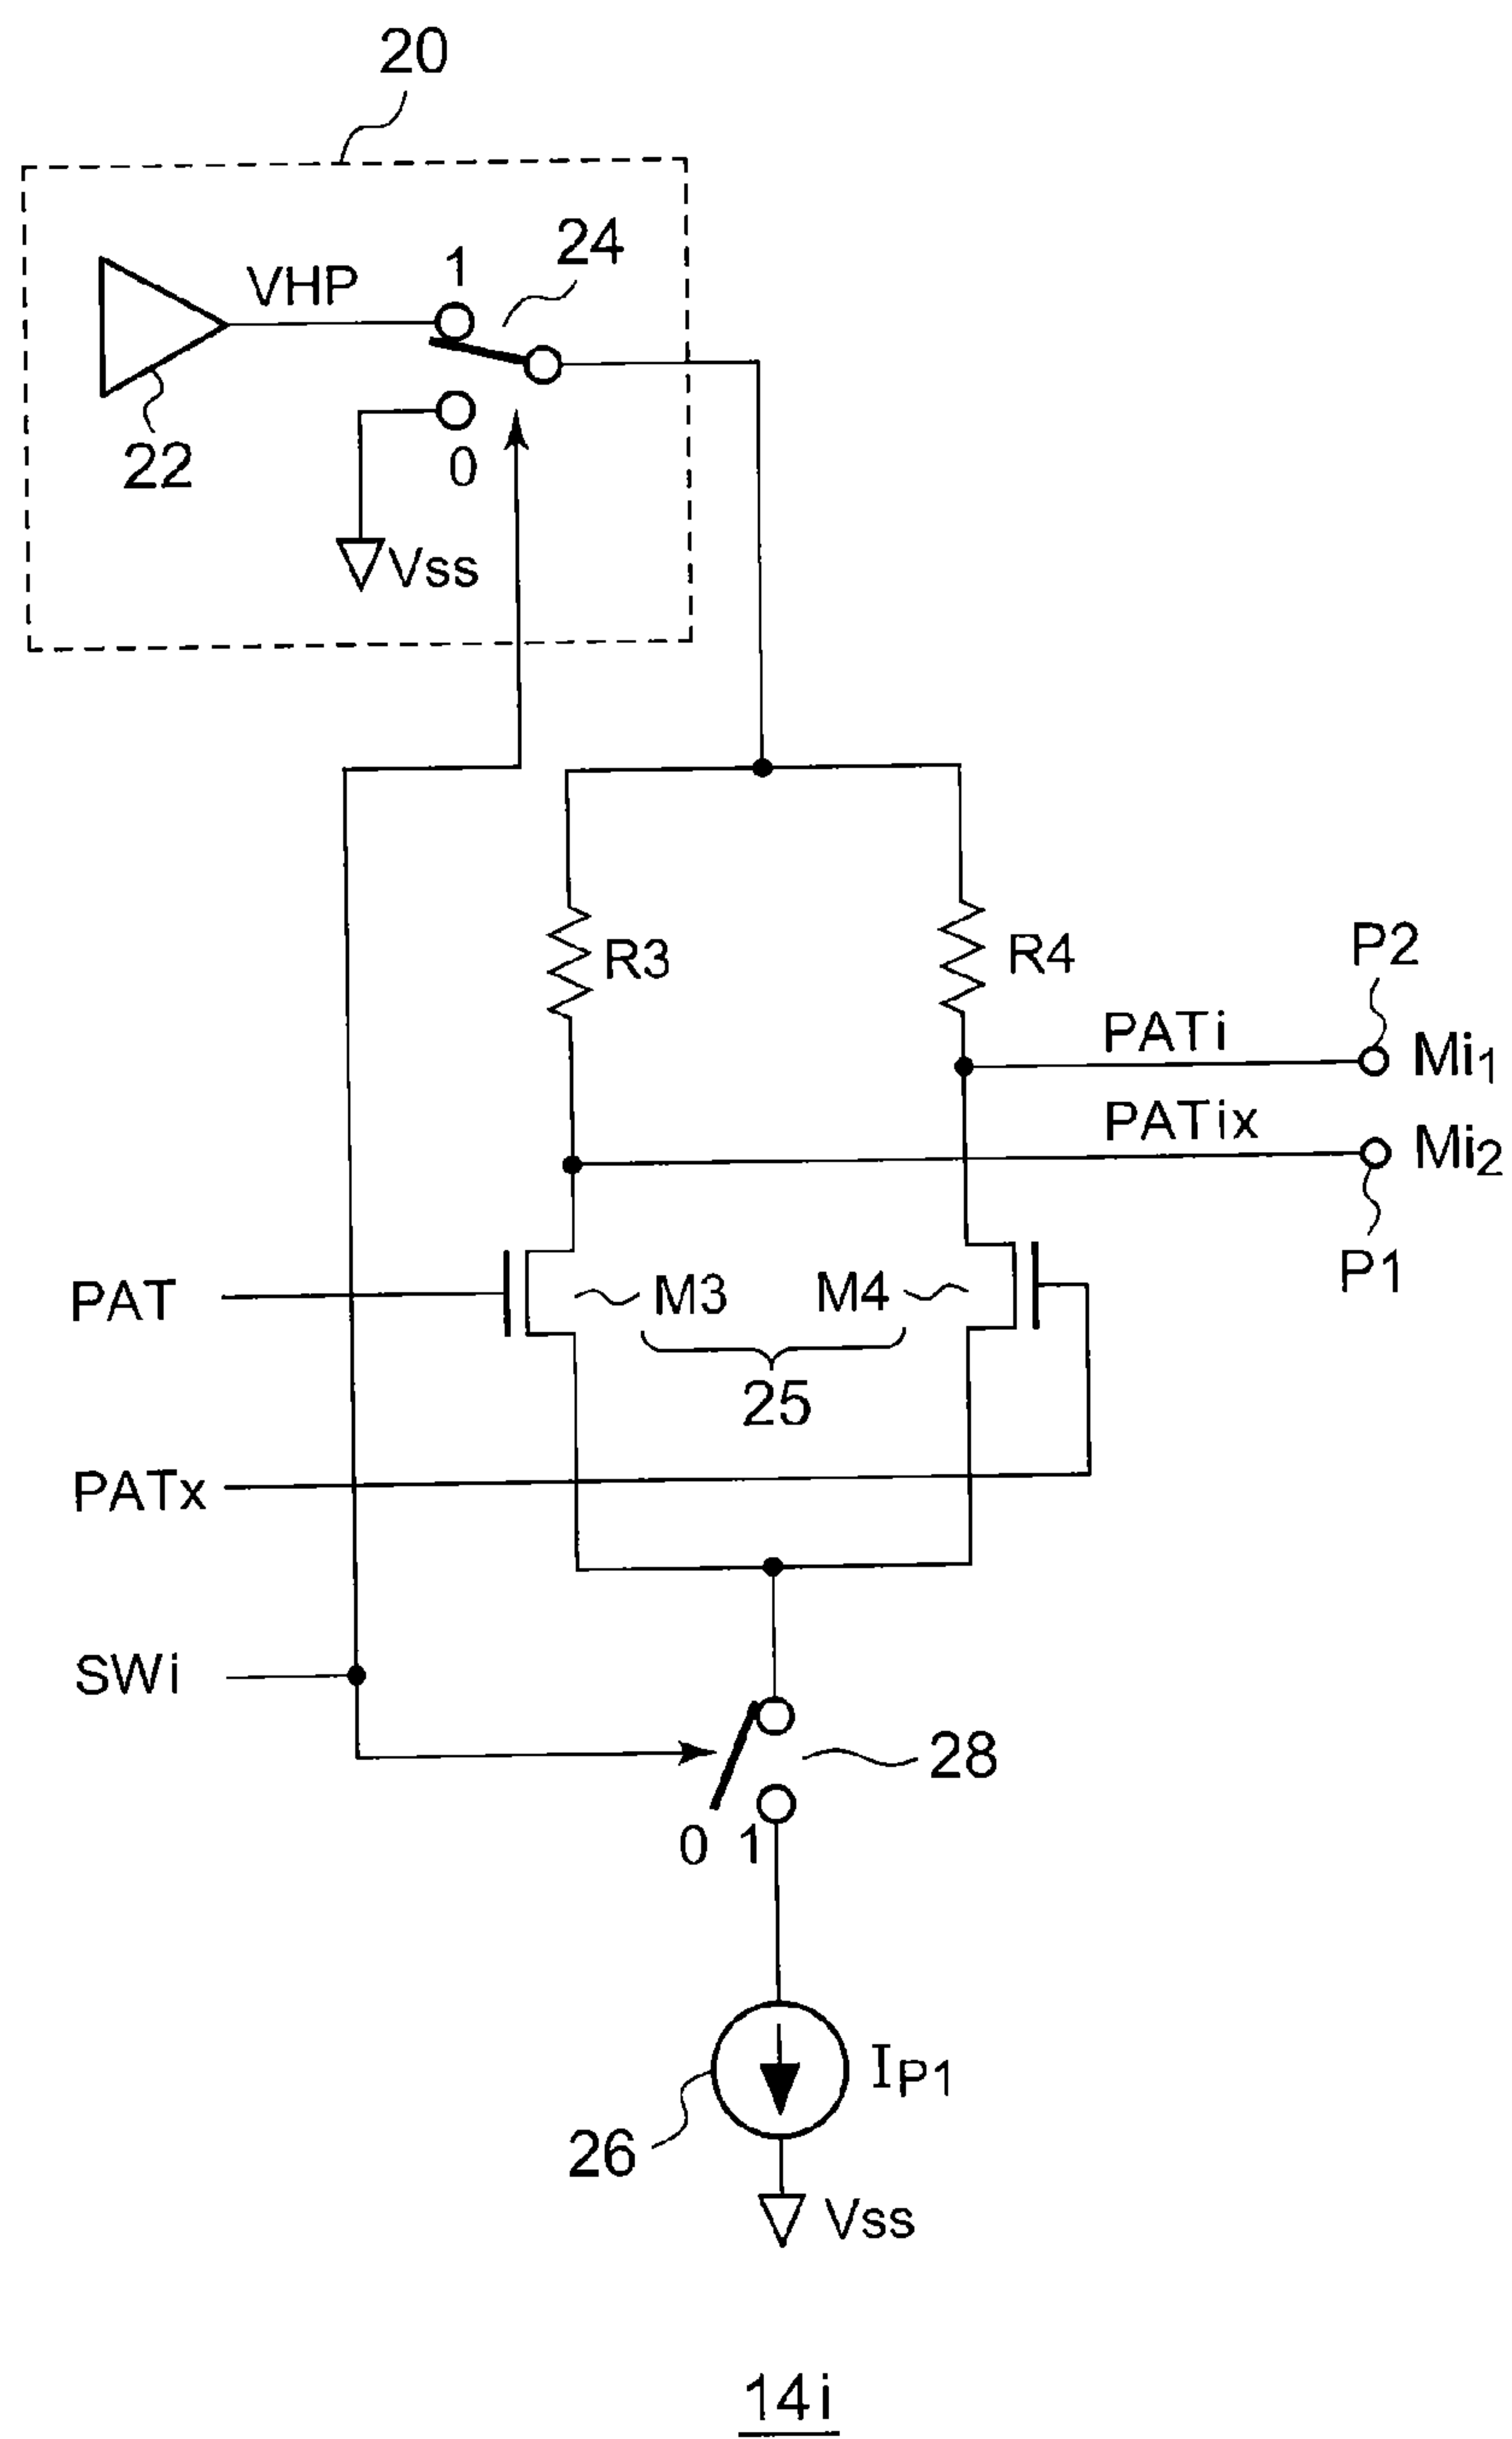 20
24
1
VHP
22
0
Vss
R3
R4
P2
PATi
Mi1
PATix
Mi2
P1
PAT
M3
M4
25
PATx
SWi
28
0 1
IP1
26
Vss
14i